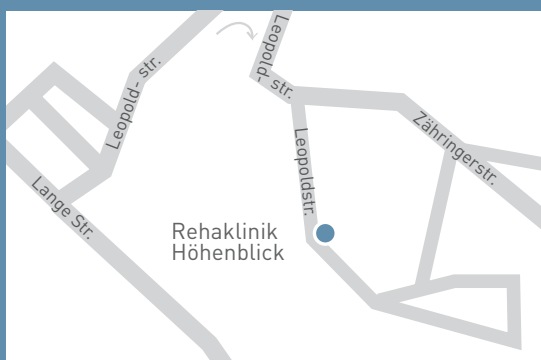 Leopold- str.
Leopold- str.
Zähringerstr.
Leopoldstr.
Lange Str.
Rehaklinik
Höhenblick